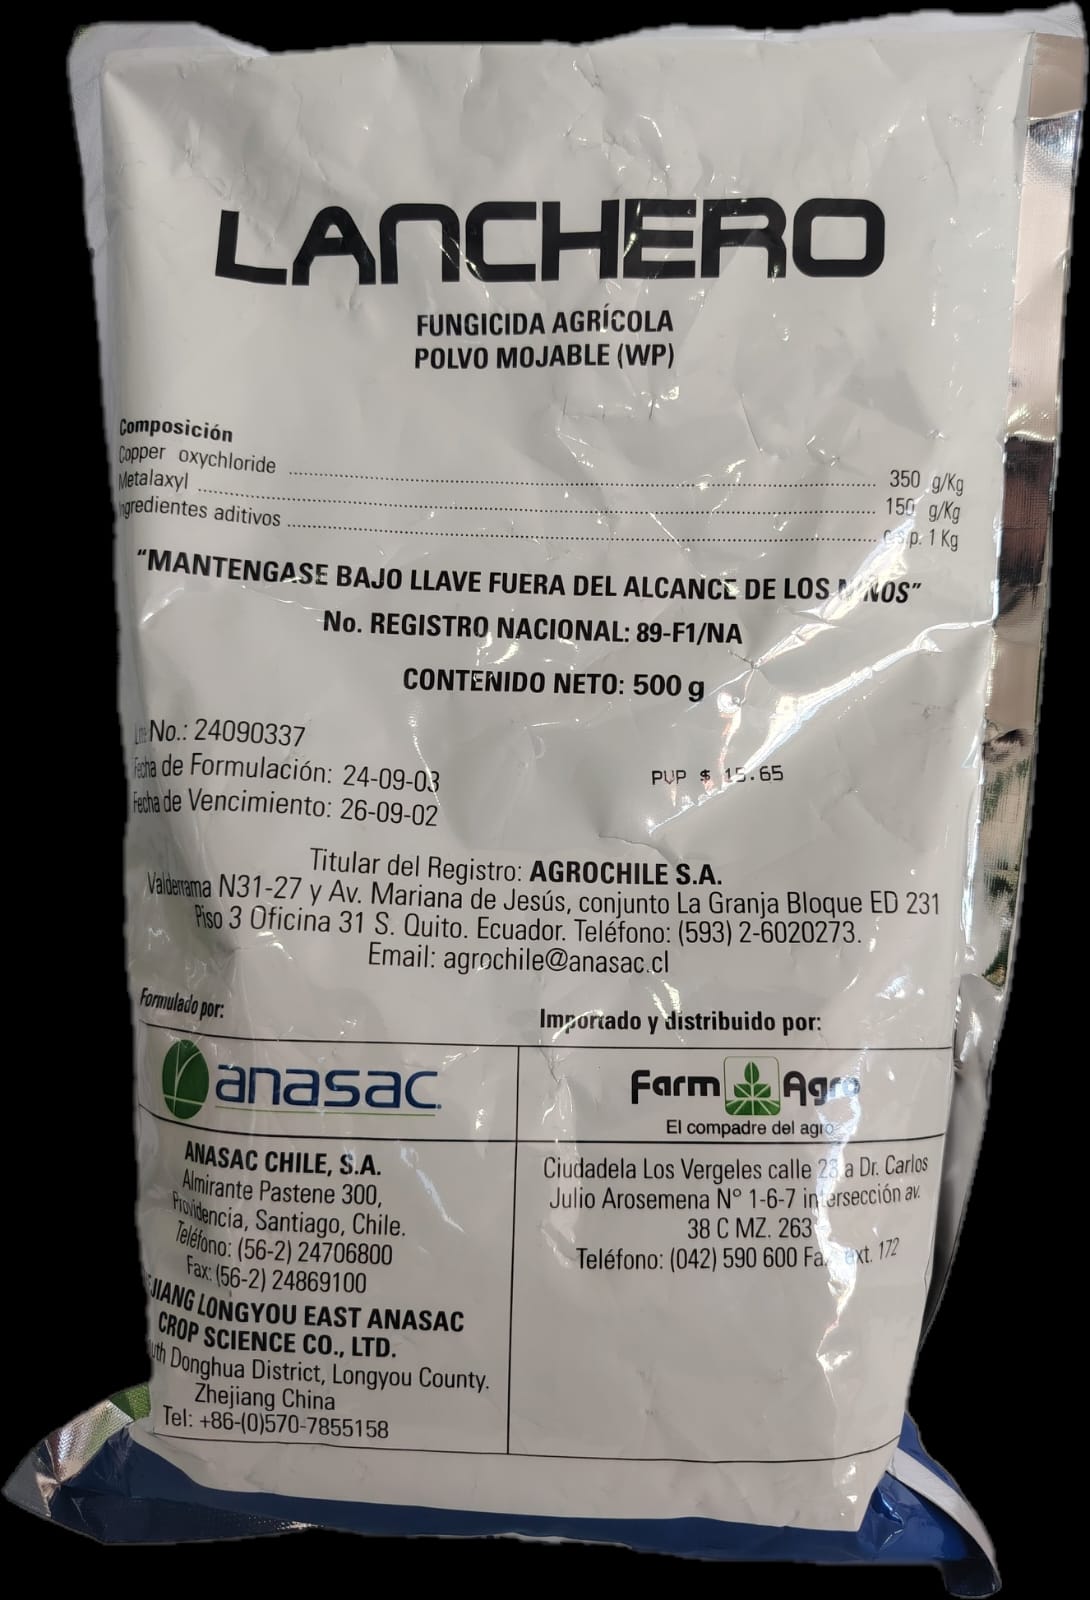 LANCHERO
FUNGICIDA AGRÍCOLA
POLVO MOJABLE (WP)
Composición
Copper oxychloride ........ 350 g/Kg
Metalaxyl ........ 150 g/Kg
Ingredientes aditivos ........ c.s.p. 1 Kg
“MANTENGASE BAJO LLAVE FUERA DEL ALCANCE DE LOS NIÑOS”
No. REGISTRO NACIONAL: 89-F1/NA
CONTENIDO NETO: 500 g
No.: 24090337
Fecha de Formulación: 24-09-03
PVP $ 15.65
Fecha de Vencimiento: 26-09-02
Titular del Registro: AGROCHILE S.A.
Valderrama N31-27 y Av. Mariana de Jesús, conjunto La Granja Bloque ED 231
Piso 3 Oficina 31 S. Quito. Ecuador. Teléfono: (593) 2-6020273.
Email: agrochile@anasac.cl
Formulado por:
anasac
ANASAC CHILE, S.A.
Almirante Pastene 300,
Providencia, Santiago, Chile.
Teléfono: (56-2) 24706800
Fax: (56-2) 24869100
JIANG LONGYOU EAST ANASAC
CROP SCIENCE CO., LTD.
Donghua District, Longyou County.
Zhejiang China
Tel: +86-(0)570-7855158
Importado y distribuido por:
Farm Agro
El compadre del agro
Ciudadela Los Vergeles calle 23 a Dr. Carlos
Julio Arosemena N° 1-6-7 intersección av.
38 C MZ. 263
Teléfono: (042) 590 600 ext. 172